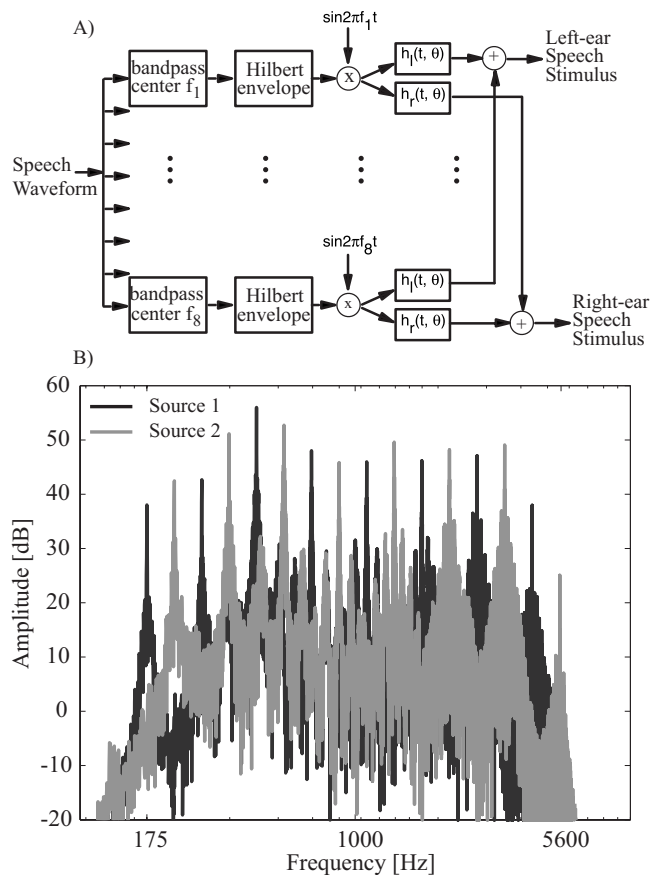 A)
sin2πf1t
bandpass
center f1
Hilbert
envelope
x
hl(t, θ)
hr(t, θ)
+
Left-ear
Speech
Stimulus
Speech
Waveform
sin2πf8t
bandpass
center f8
Hilbert
envelope
x
hl(t, θ)
hr(t, θ)
+
Right-ear
Speech
Stimulus
B)
Source 1
Source 2
Amplitude [dB]
60
50
40
30
20
10
0
-10
-20
175
1000
5600
Frequency [Hz]